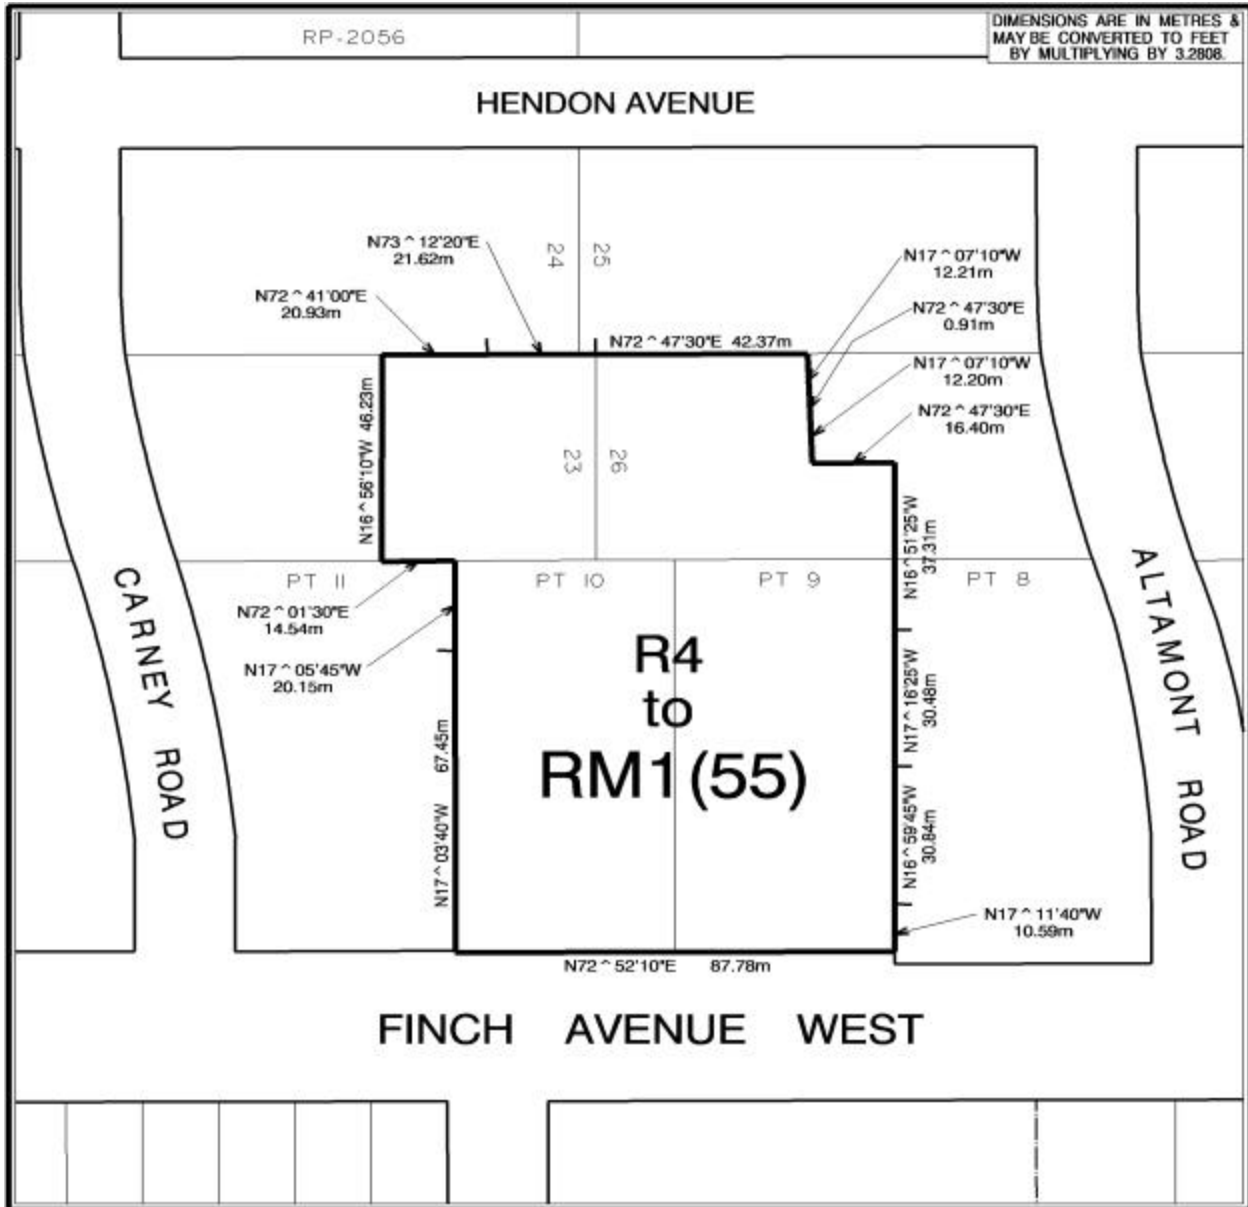 RP-2056
DIMENSIONS ARE IN METRES &
MAY BE CONVERTED TO FEET
BY MULTIPLYING BY 3.2808.
HENDON AVENUE
N73^12'20"E
21.62m
24
25
N17^07'10"W
12.21m
N72^41'00"E
20.93m
N72^47'30"E
0.91m
N72^47'30"E 42.37m
N17^07'10"W
12.20m
N72^47'30"E
16.40m
N16^56'10"W 46.23m
23
26
N16^51'25"W
37.31m
PT 11
PT 10
PT 9
PT 8
N72^01'30"E
14.54m
N17^05'45"W
20.15m
CARNEY ROAD
ALTAMONT ROAD
R4
to
RM1(55)
N17^16'25"W
30.48m
N17^03'40"W 67.45m
N16^59'45"W
30.84m
N17^11'40"W
10.59m
N72^52'10"E 87.78m
FINCH AVENUE WEST